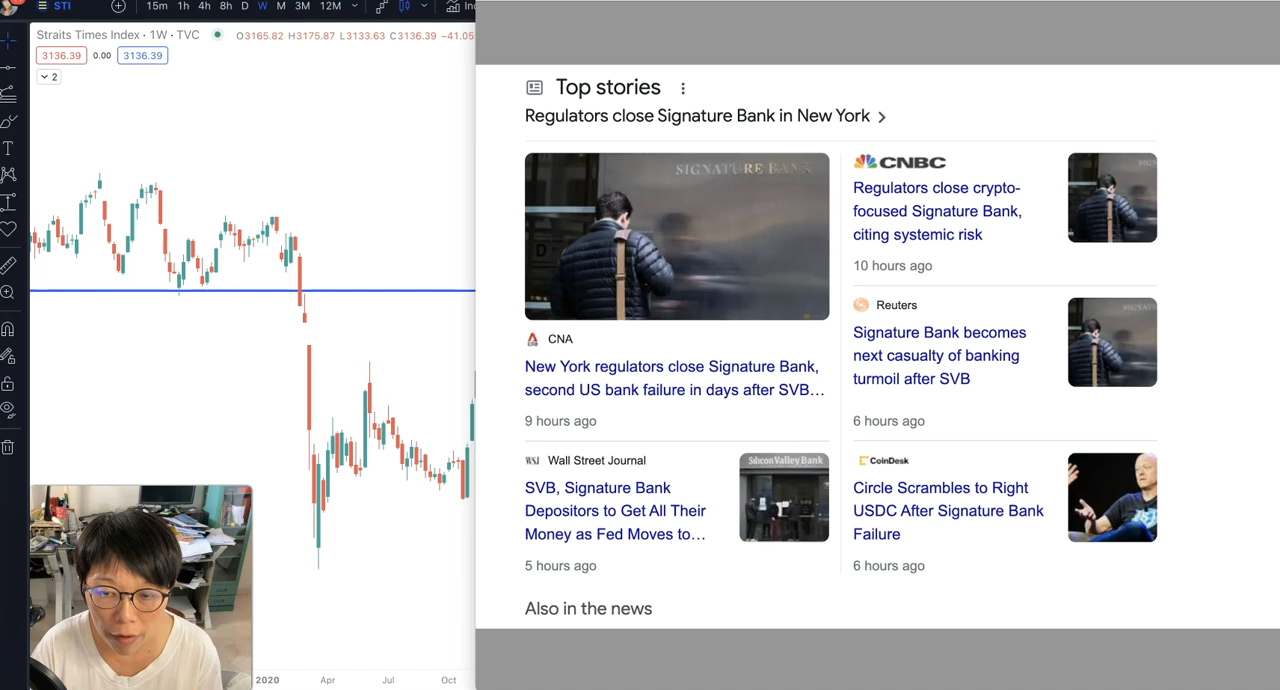 STI
15m 1h 4h 8h D W M 3M 12M
Straits Times Index · 1W · TVC
O3165.82 H3175.87 L3133.63 C3136.39 −41.05
3136.39 0.00 3136.39
2
2020 Apr Jul Oct
Top stories
Regulators close Signature Bank in New York
SIGNATURE BANK
CNA
New York regulators close Signature Bank,
second US bank failure in days after SVB…
9 hours ago
CNBC
Regulators close crypto-
focused Signature Bank,
citing systemic risk
10 hours ago
Reuters
Signature Bank becomes
next casualty of banking
turmoil after SVB
6 hours ago
WSJ Wall Street Journal
SVB, Signature Bank
Depositors to Get All Their
Money as Fed Moves to…
5 hours ago
Silicon Valley Bank
CoinDesk
Circle Scrambles to Right
USDC After Signature Bank
Failure
6 hours ago
Also in the news